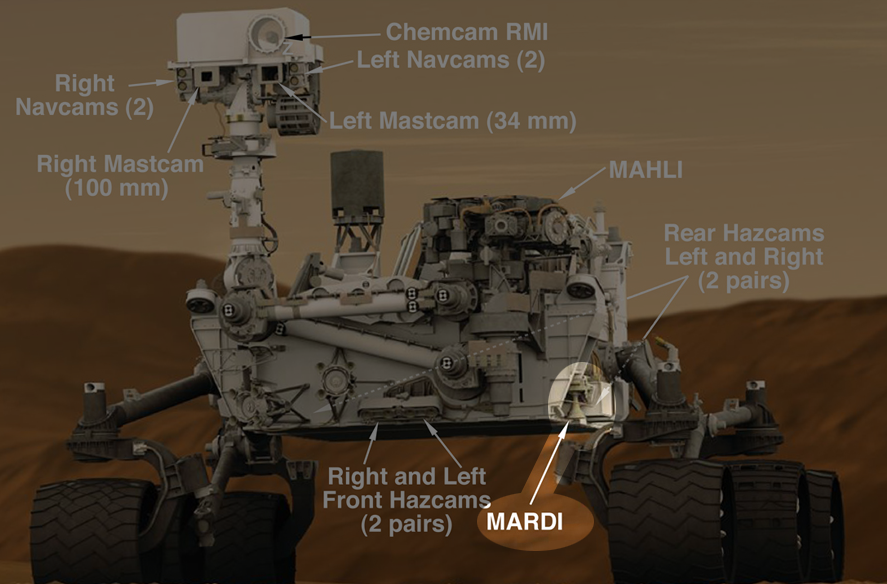 Chemcam RMI
Left Navcams (2)
Right
Navcams (2)
Left Mastcam (34 mm)
Right Mastcam
(100 mm)
MAHLI
Rear Hazcams
Left and Right
(2 pairs)
Right and Left
Front Hazcams
(2 pairs)
MARDI